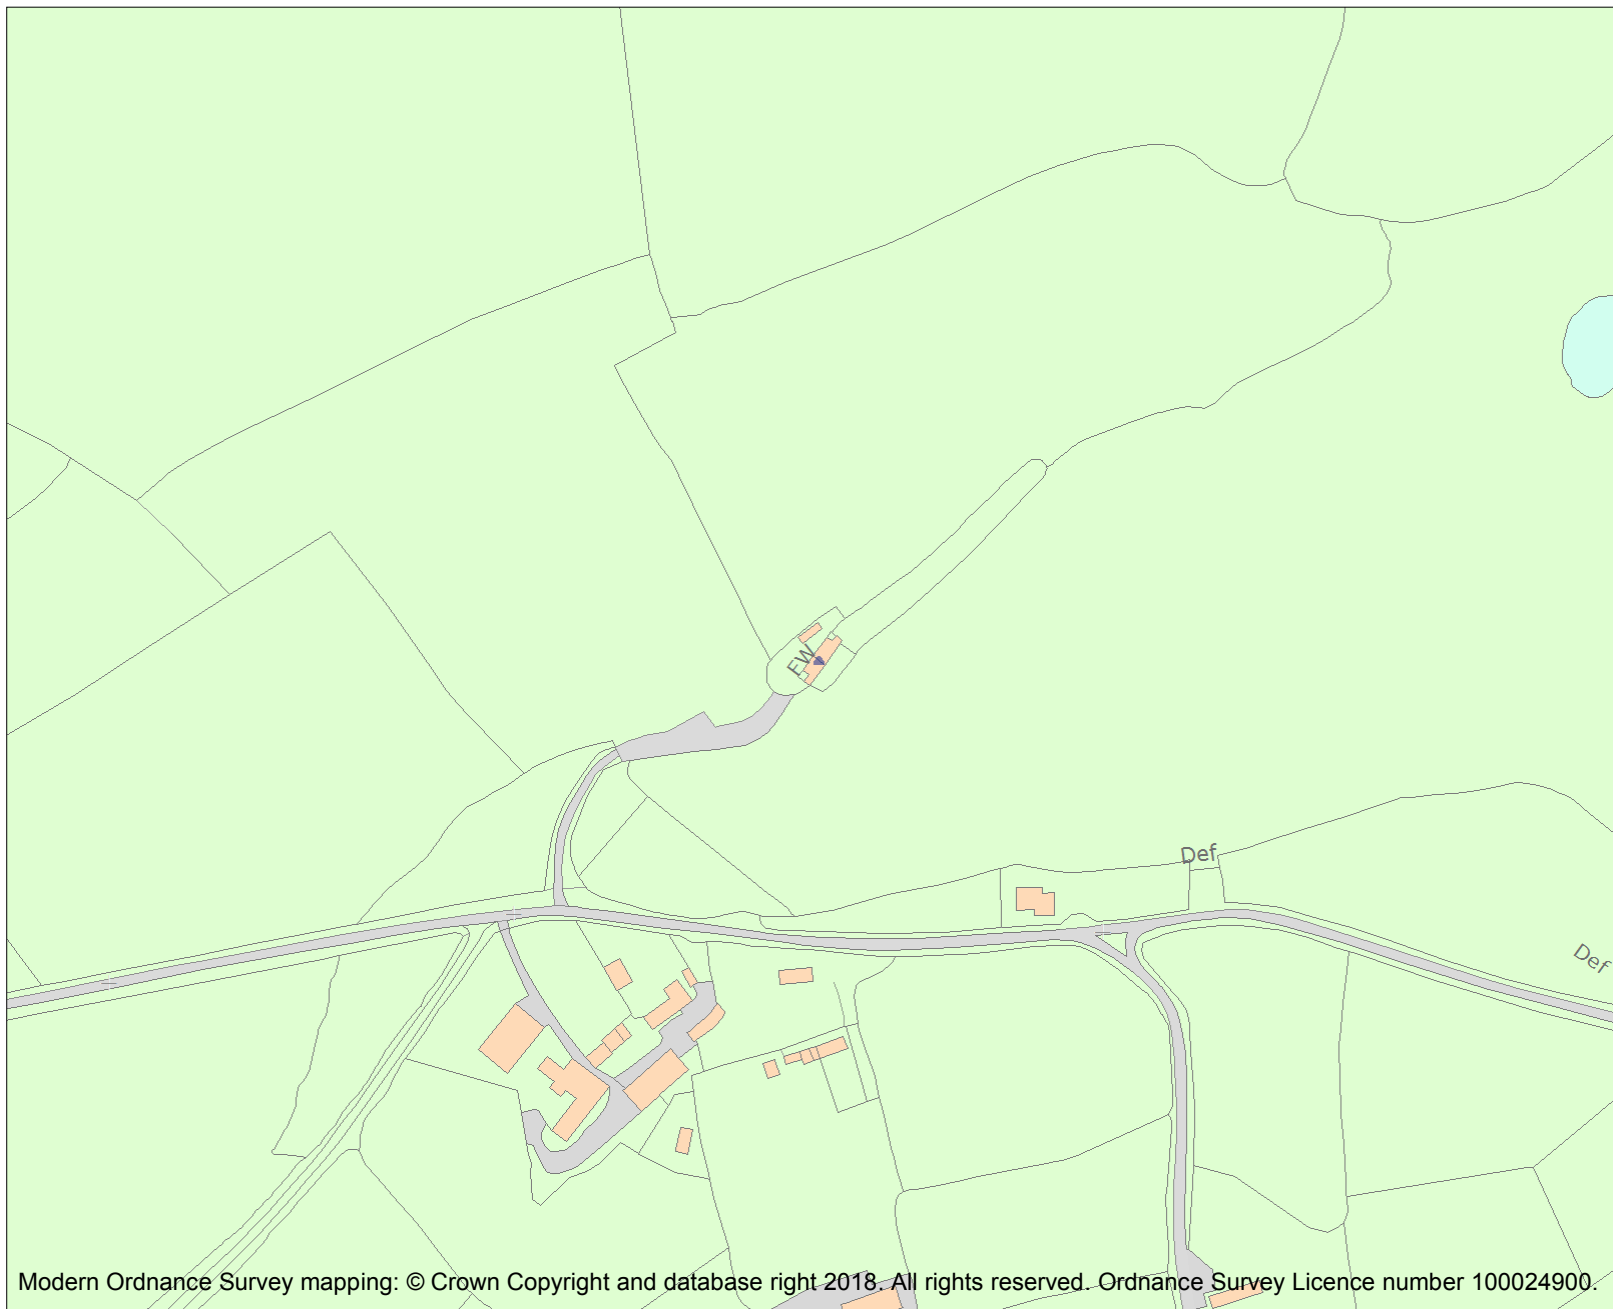 FW
Def
Def
Modern Ordnance Survey mapping: © Crown Copyright and database right 2018. All rights reserved. Ordnance Survey Licence number 100024900.